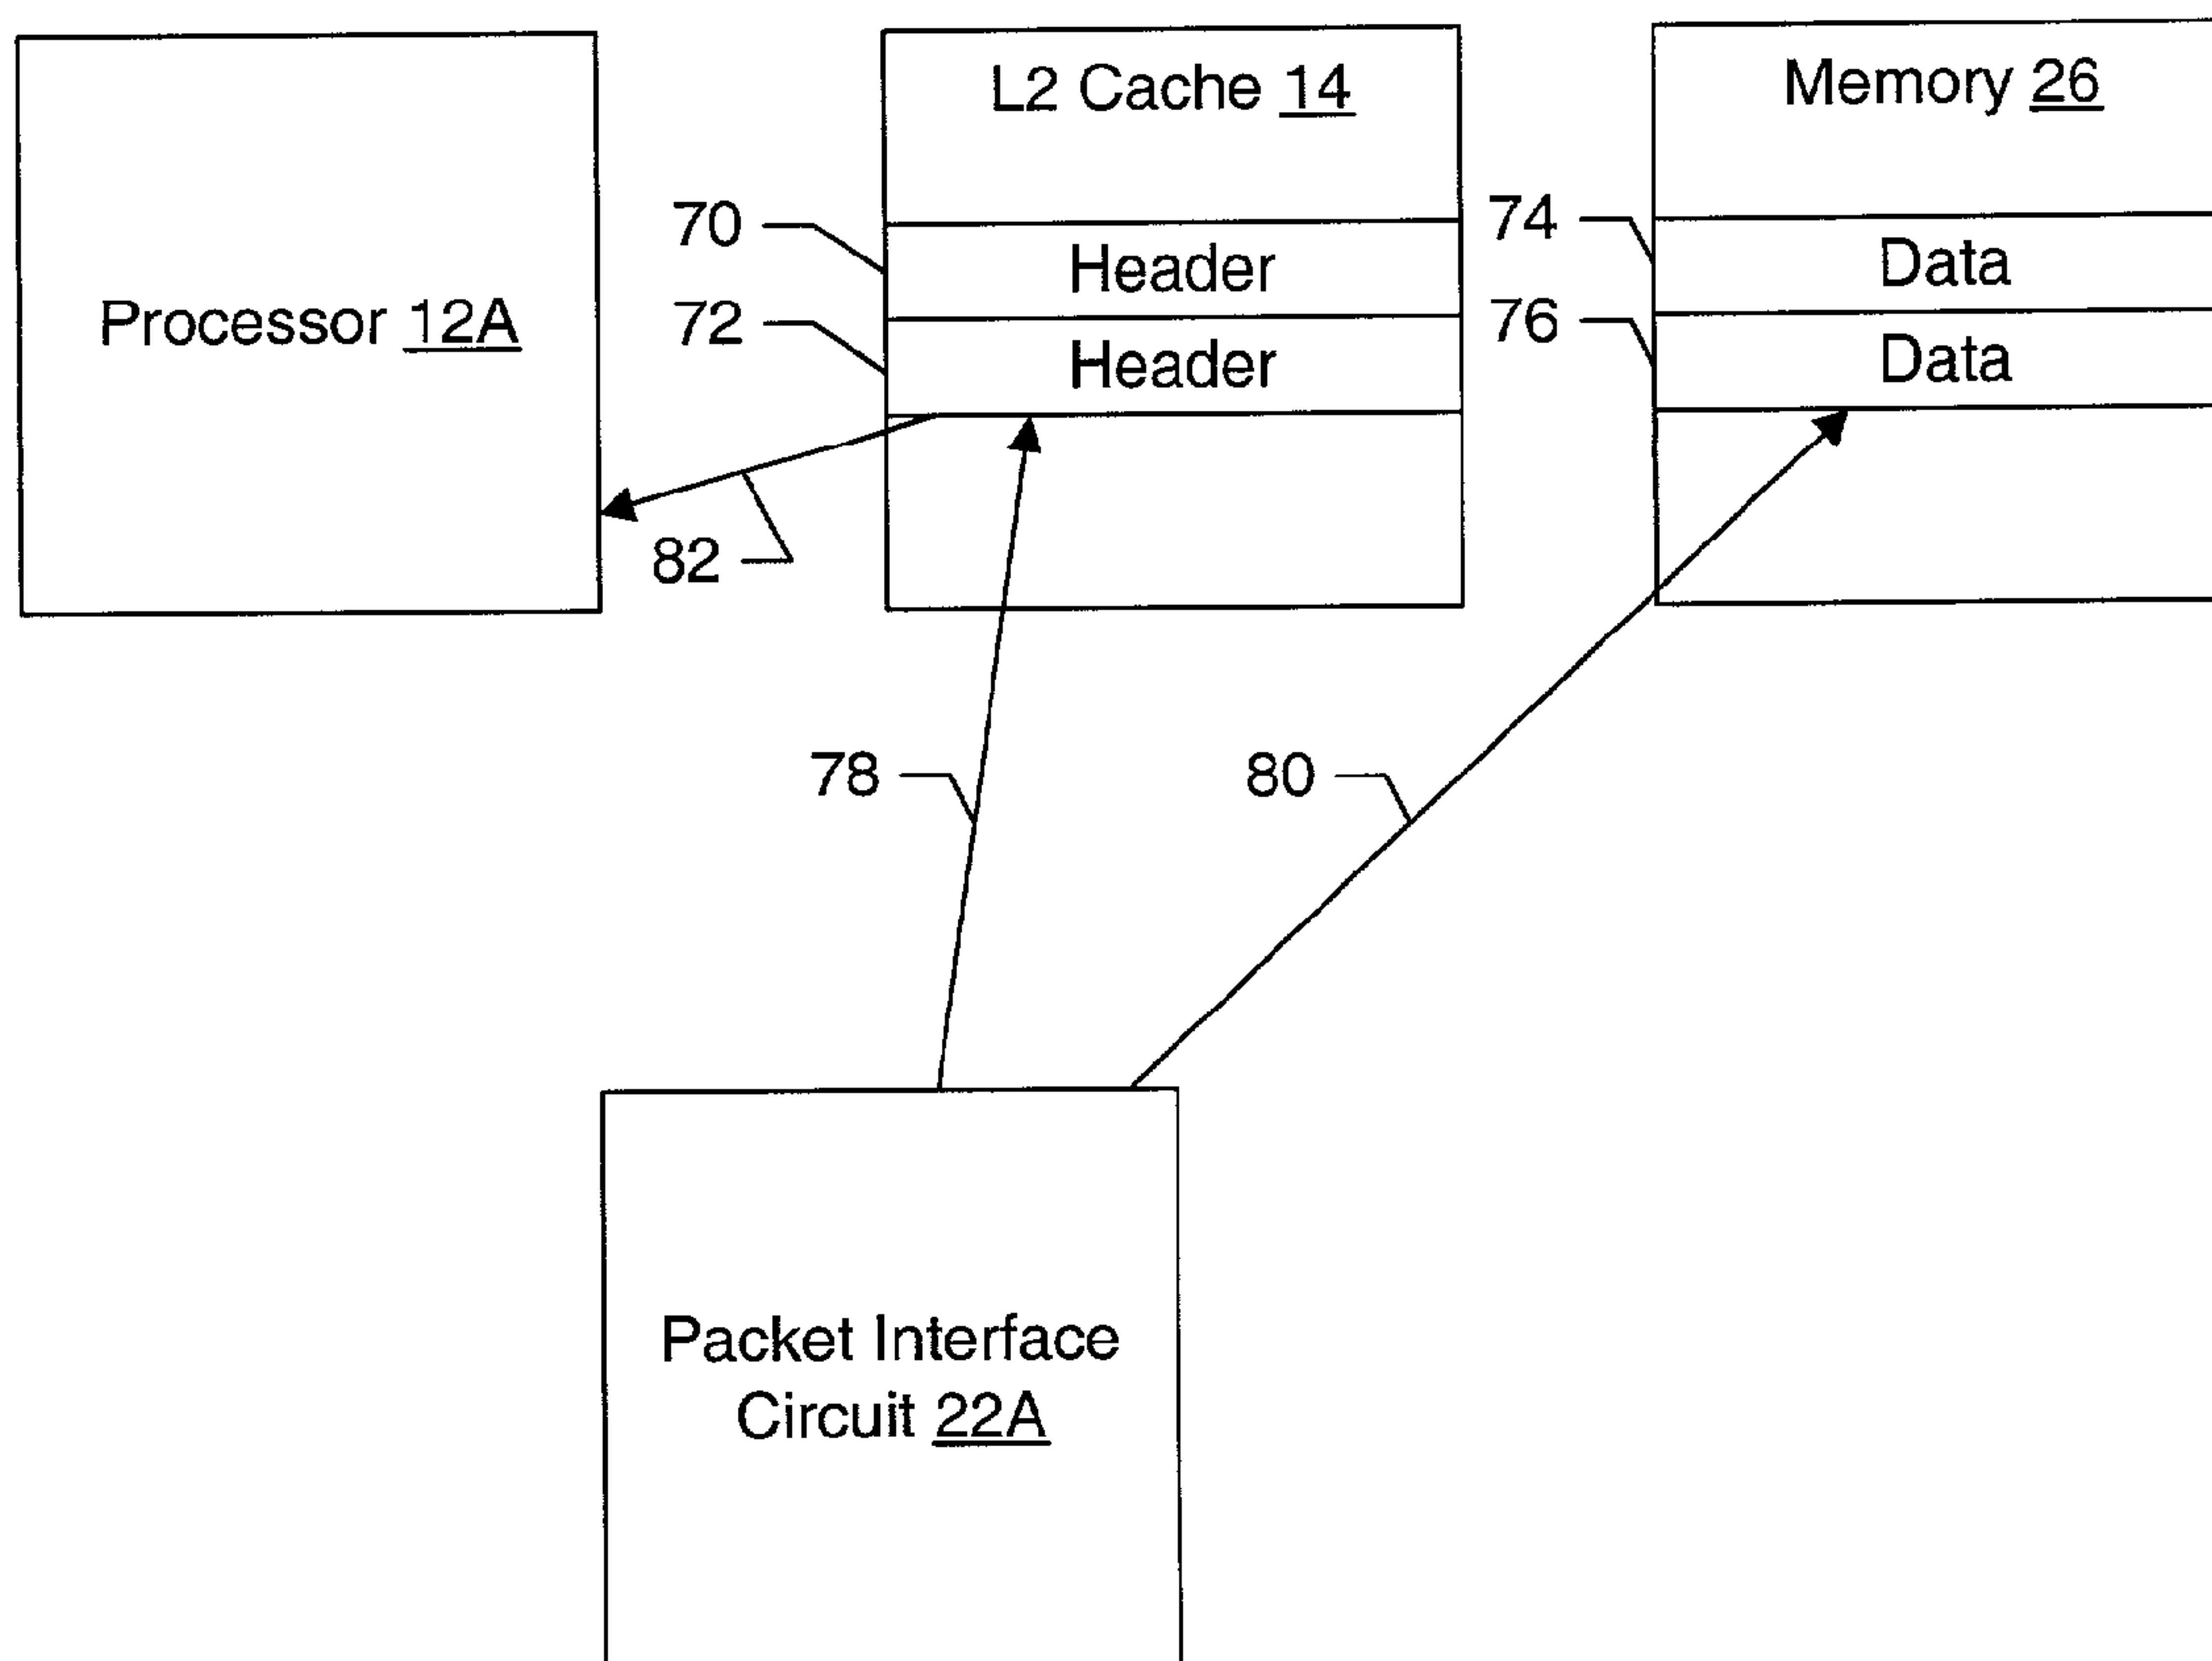 Processor 12A
L2 Cache 14
Memory 26
70
Header
72
Header
74
Data
76
Data
82
78
80
Packet Interface
Circuit 22A